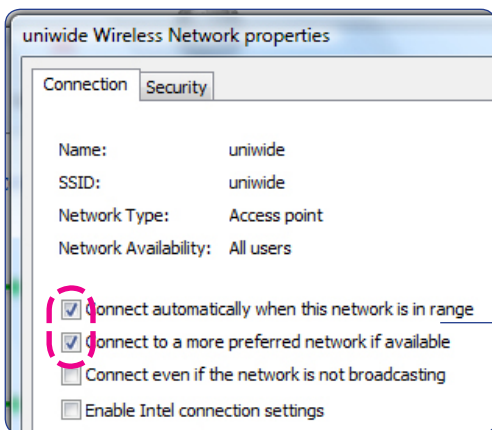 uniwide Wireless Network properties
Connection Security
Name: uniwide
SSID: uniwide
Network Type: Access point
Network Availability: All users
Connect automatically when this network is in range
Connect to a more preferred network if available
Connect even if the network is not broadcasting
Enable Intel connection settings